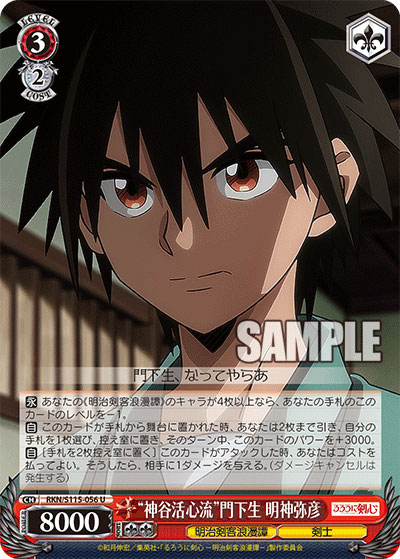 LEVEL
3
2
COST
SAMPLE
門下生、なってやらあ
永 あなたの《明治剣客浪漫譚》のキャラが4枚以上なら、あなたの手札のこの
カードのレベルを-1。
自 このカードが手札から舞台に置かれた時、あなたは2枚まで引き、自分の
手札を1枚選び、控え室に置き、そのターン中、このカードのパワーを+3000。
自 [手札を2枚控え室に置く] このカードがアタックした時、あなたはコストを
払ってよい。そうしたら、相手に1ダメージを与える。(ダメージキャンセルは
発生する)
CH RKN/S115-056 U
8000
“神谷活心流”門下生 明神弥彦
るろうに剣心
明治剣客浪漫譚
剣士
©和月伸宏/集英社・「るろうに剣心 -明治剣客浪漫譚-」製作委員会